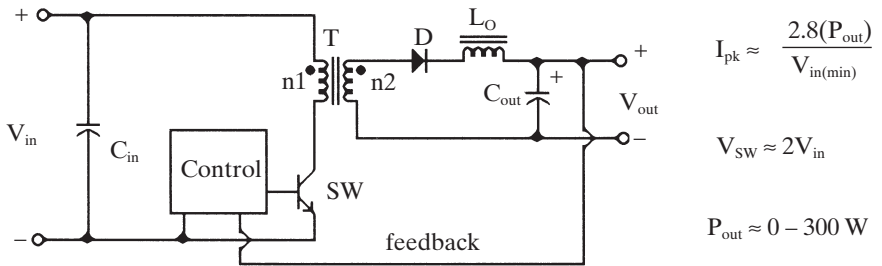 +
T
D
L_O
+
I_pk ≈ 2.8(P_out) / V_in(min)
n1
n2
C_out
+
V_out
V_in
C_in
Control
SW
−
V_SW ≈ 2V_in
−
feedback
P_out ≈ 0 – 300 W